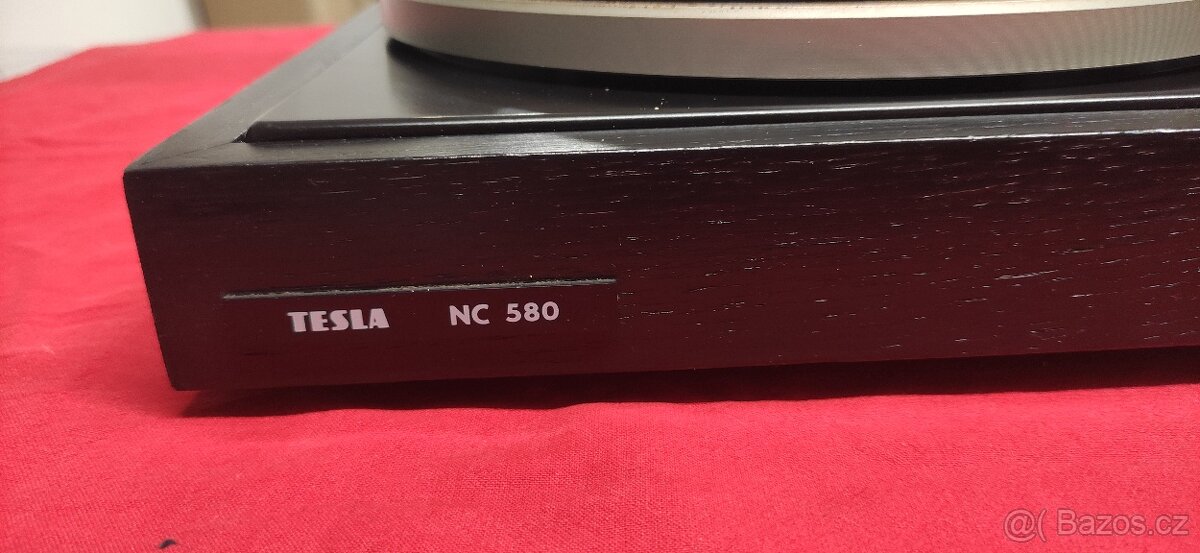 TESLA NC 580
@( Bazos.cz